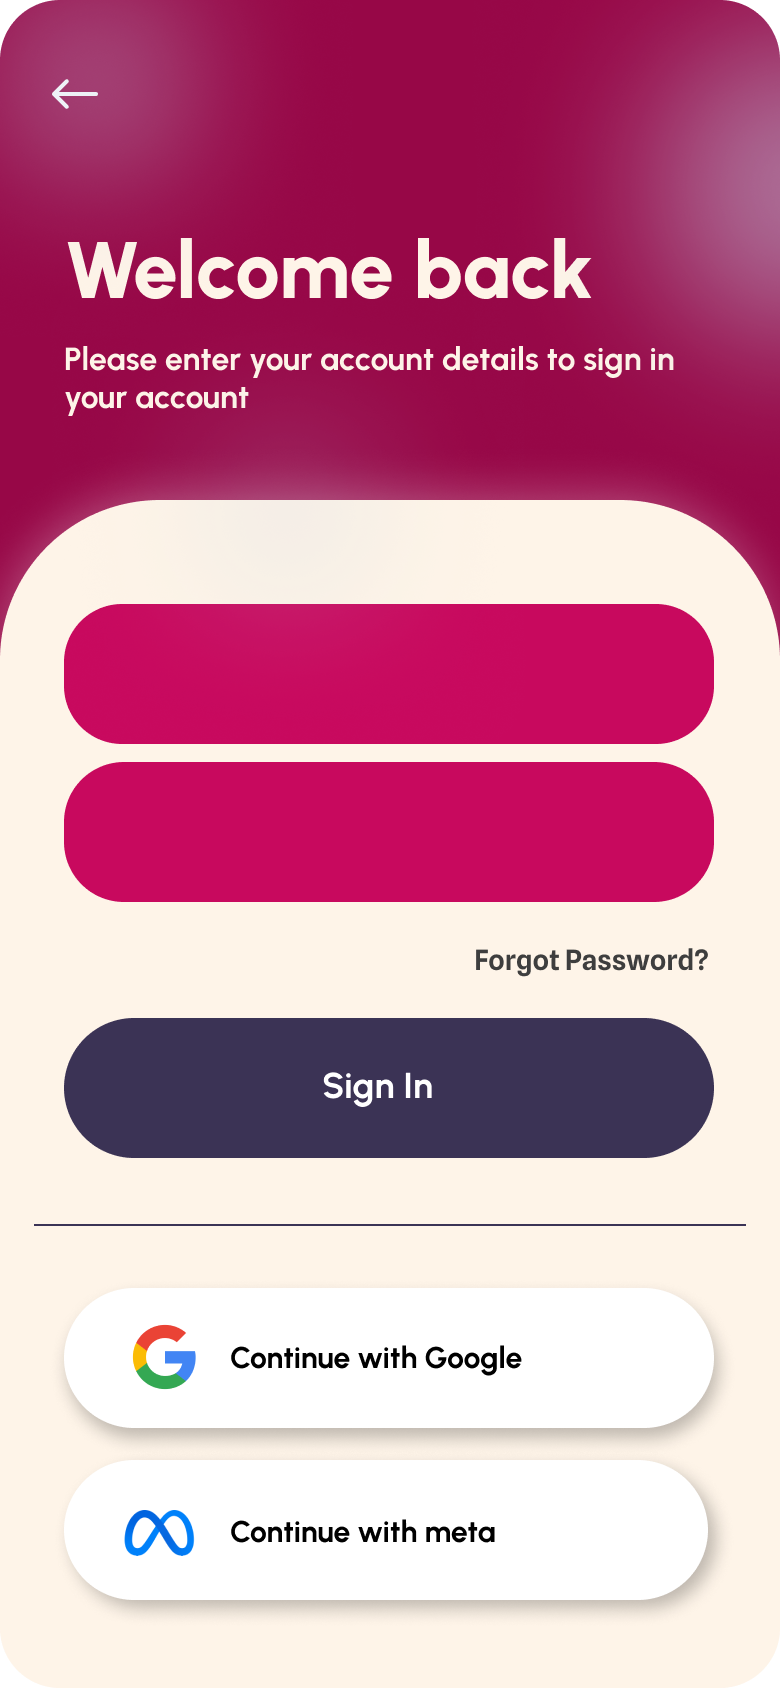 Welcome back
Please enter your account details to sign in
your account
Forgot Password?
Sign In
Continue with Google
Continue with meta